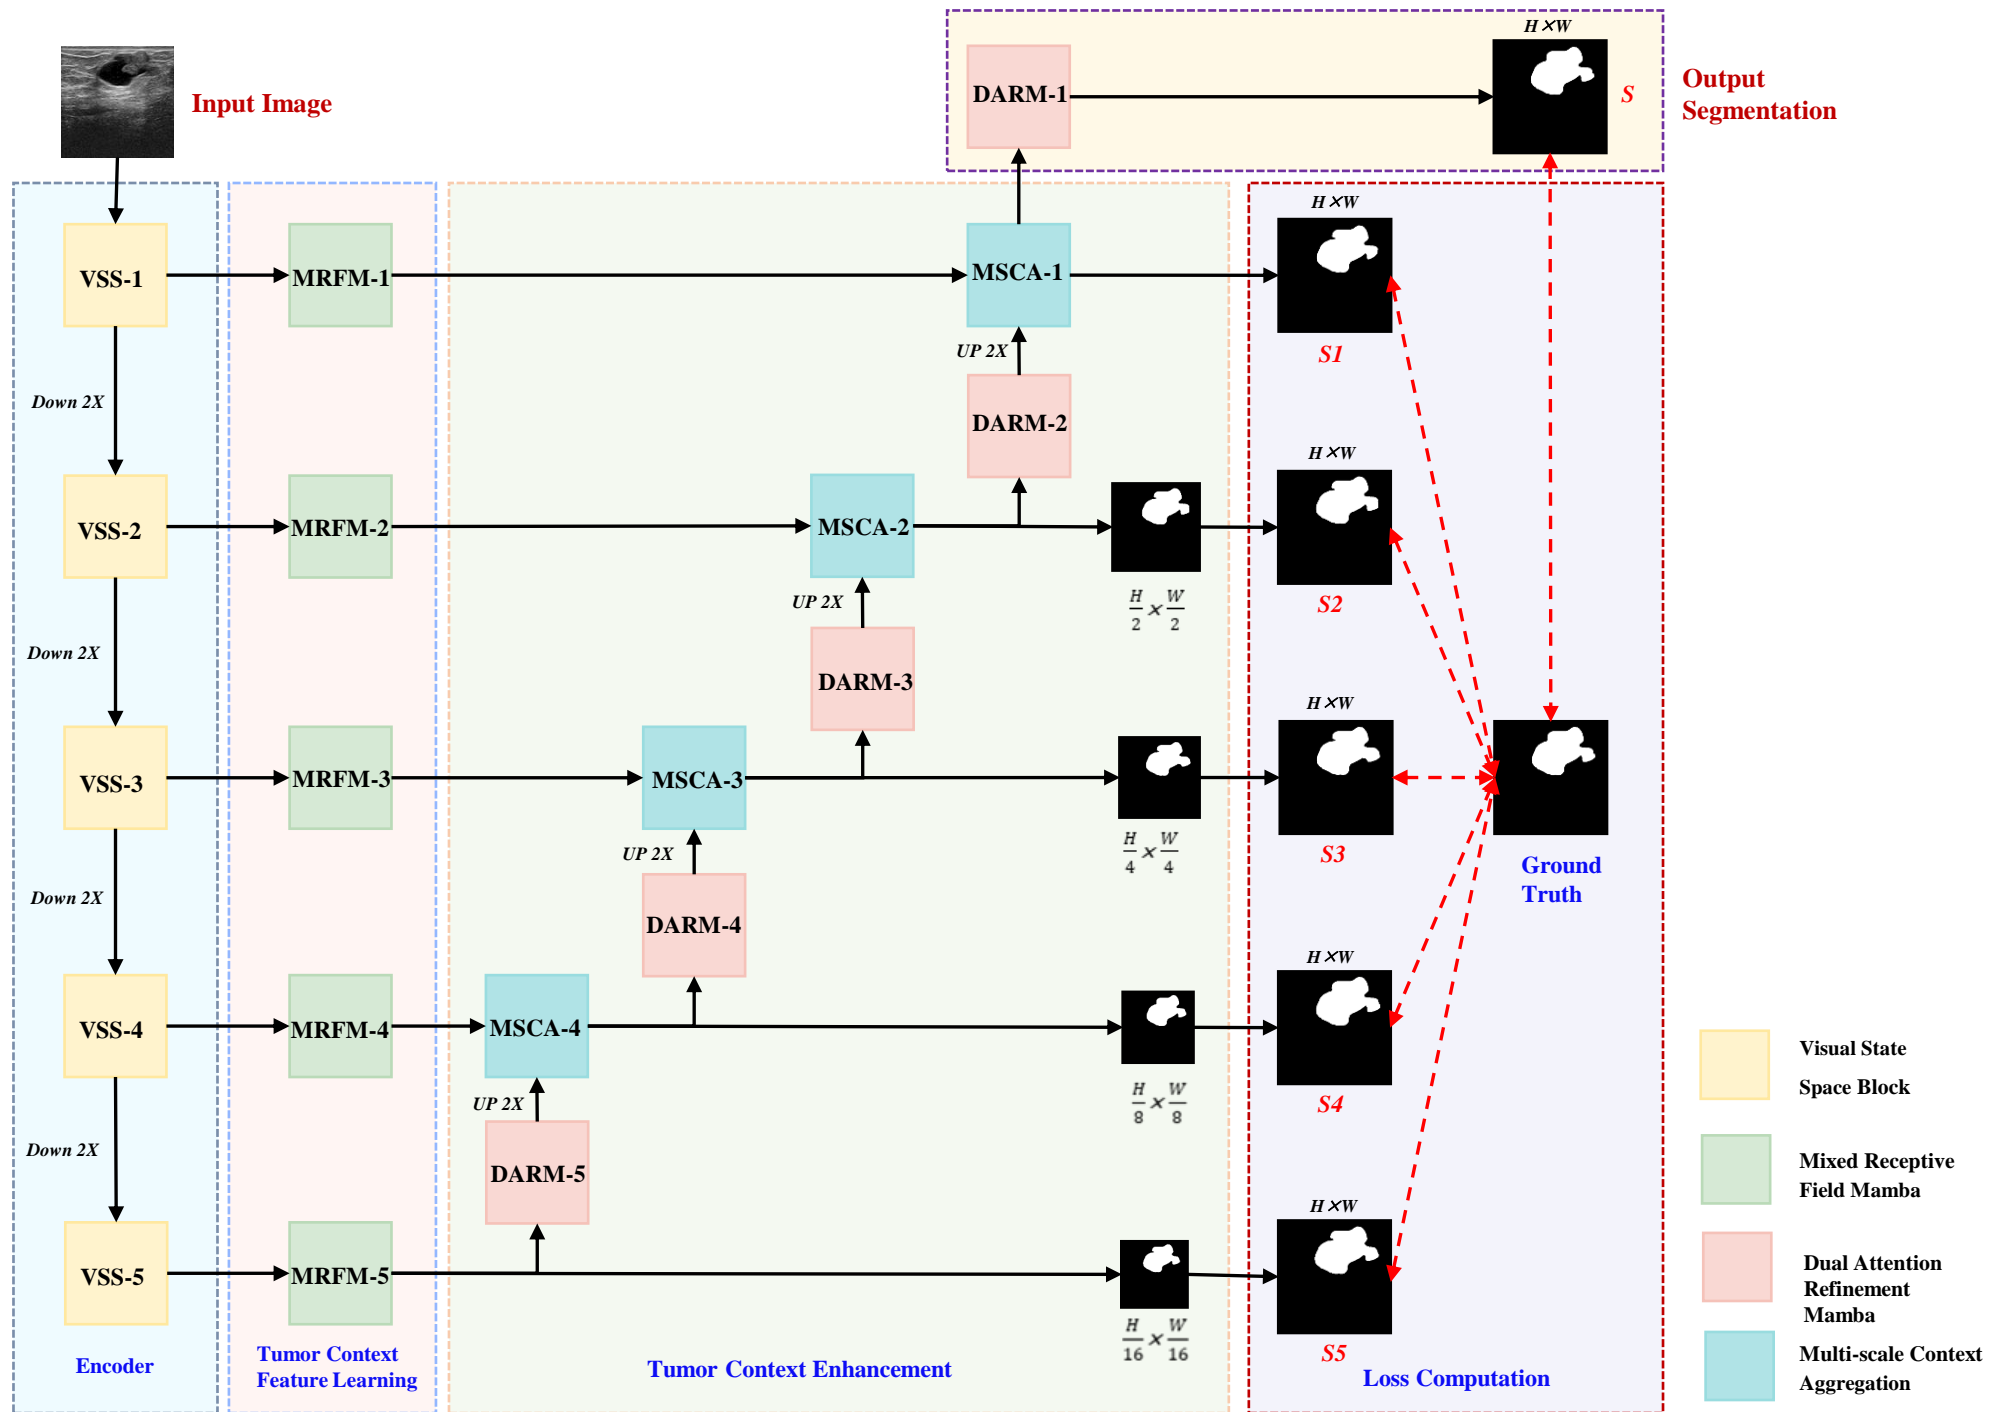 Input Image
H×W
DARM-1
S
Output
Segmentation
VSS-1
MRFM-1
MSCA-1
H×W
S1
UP 2X
Down 2X
DARM-2
VSS-2
MRFM-2
MSCA-2
H/2 × W/2
H×W
S2
UP 2X
Down 2X
DARM-3
VSS-3
MRFM-3
MSCA-3
H/4 × W/4
H×W
S3
Ground
Truth
UP 2X
Down 2X
DARM-4
VSS-4
MRFM-4
MSCA-4
H/8 × W/8
H×W
S4
UP 2X
Down 2X
DARM-5
VSS-5
MRFM-5
H/16 × W/16
H×W
S5
Encoder
Tumor Context
Feature Learning
Tumor Context Enhancement
Loss Computation
Visual State
Space Block
Mixed Receptive
Field Mamba
Dual Attention
Refinement
Mamba
Multi-scale Context
Aggregation